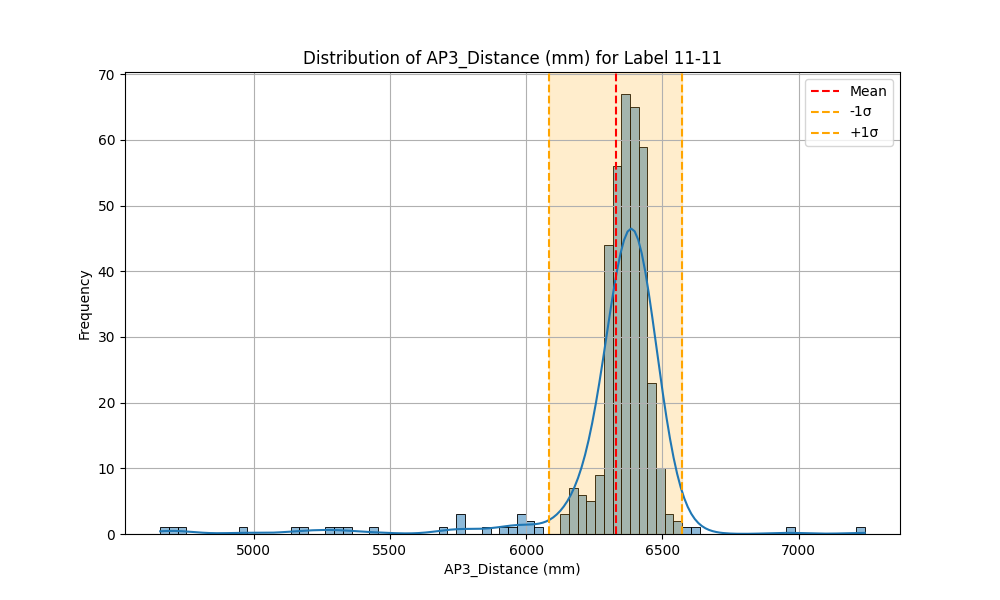 Distribution of AP3_Distance (mm) for Label 11-11
70
60
50
40
30
20
10
0
Frequency
Mean
-1σ
+1σ
5000
5500
6000
6500
7000
AP3_Distance (mm)